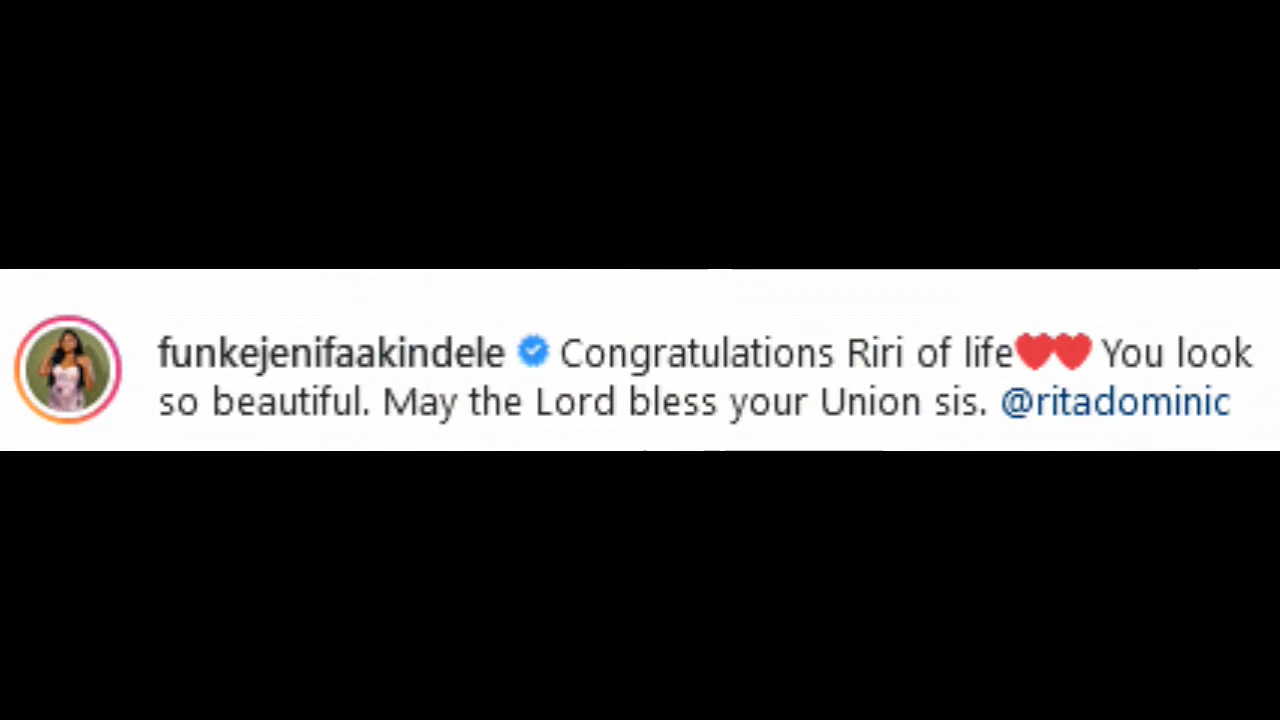 funkejenifaakindele Congratulations Riri of life❤❤ You look
so beautiful. May the Lord bless your Union sis. @ritadominic